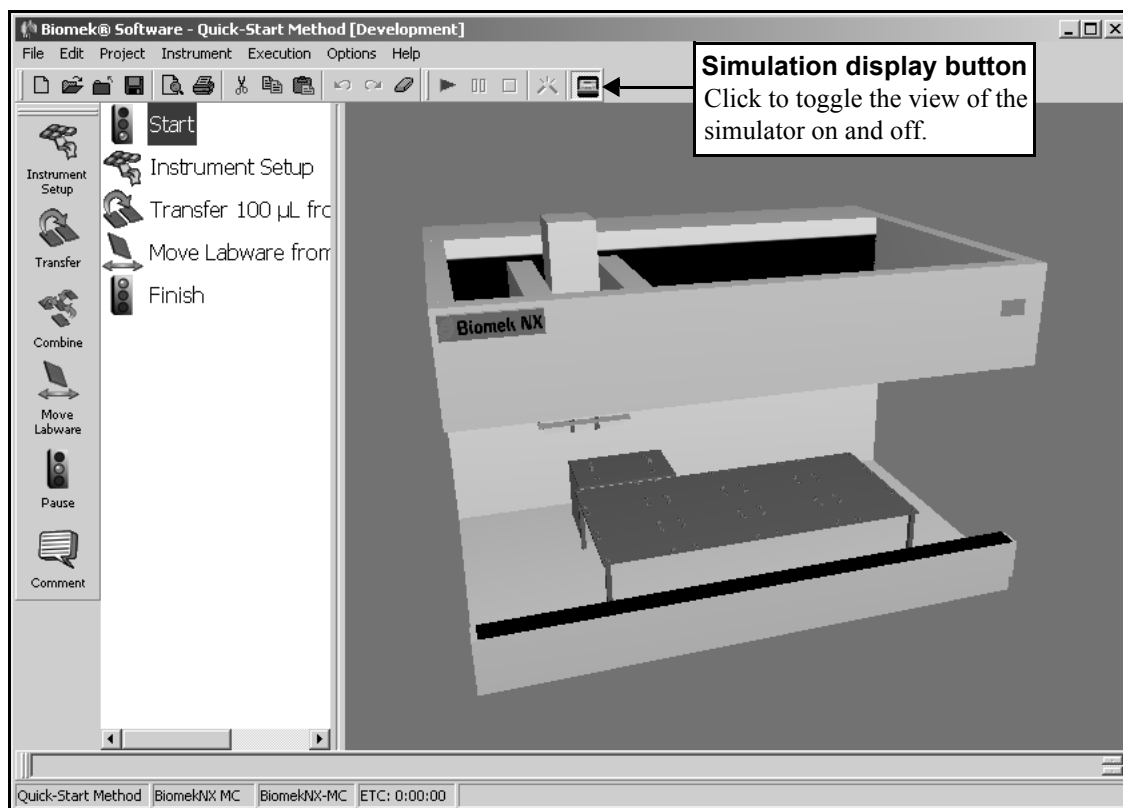 Biomek® Software - Quick-Start Method [Development]
File Edit Project Instrument Execution Options Help
Simulation display button
Click to toggle the view of the
simulator on and off.
Instrument
Setup
Transfer
Combine
Move
Labware
Pause
Comment
Start
Instrument Setup
Transfer 100 µL frc
Move Labware from
Finish
Biomek NX
Quick-Start Method BiomekNX MC BiomekNX-MC ETC: 0:00:00